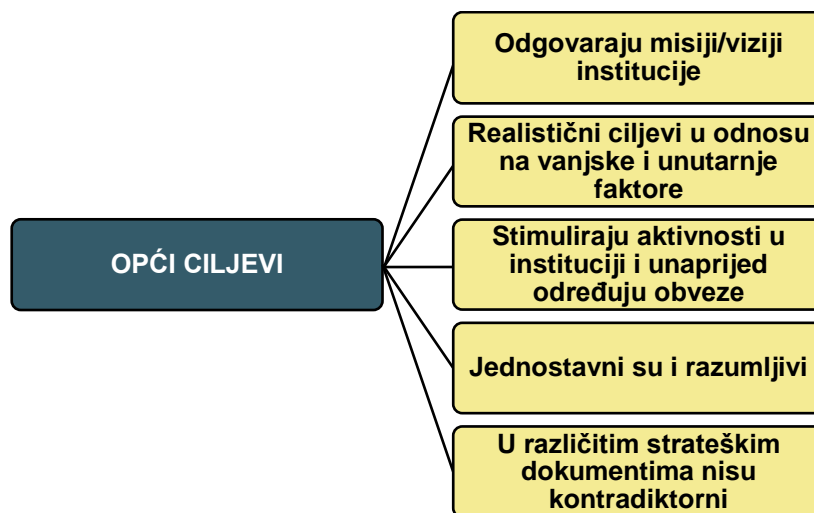 OPĆI CILJEVI
Odgovaraju misiji/viziji
institucije
Realistični ciljevi u odnosu
na vanjske i unutarnje
faktore
Stimuliraju aktivnosti u
instituciji i unaprijed
određuju obveze
Jednostavni su i razumljivi
U različitim strateškim
dokumentima nisu
kontradiktorni